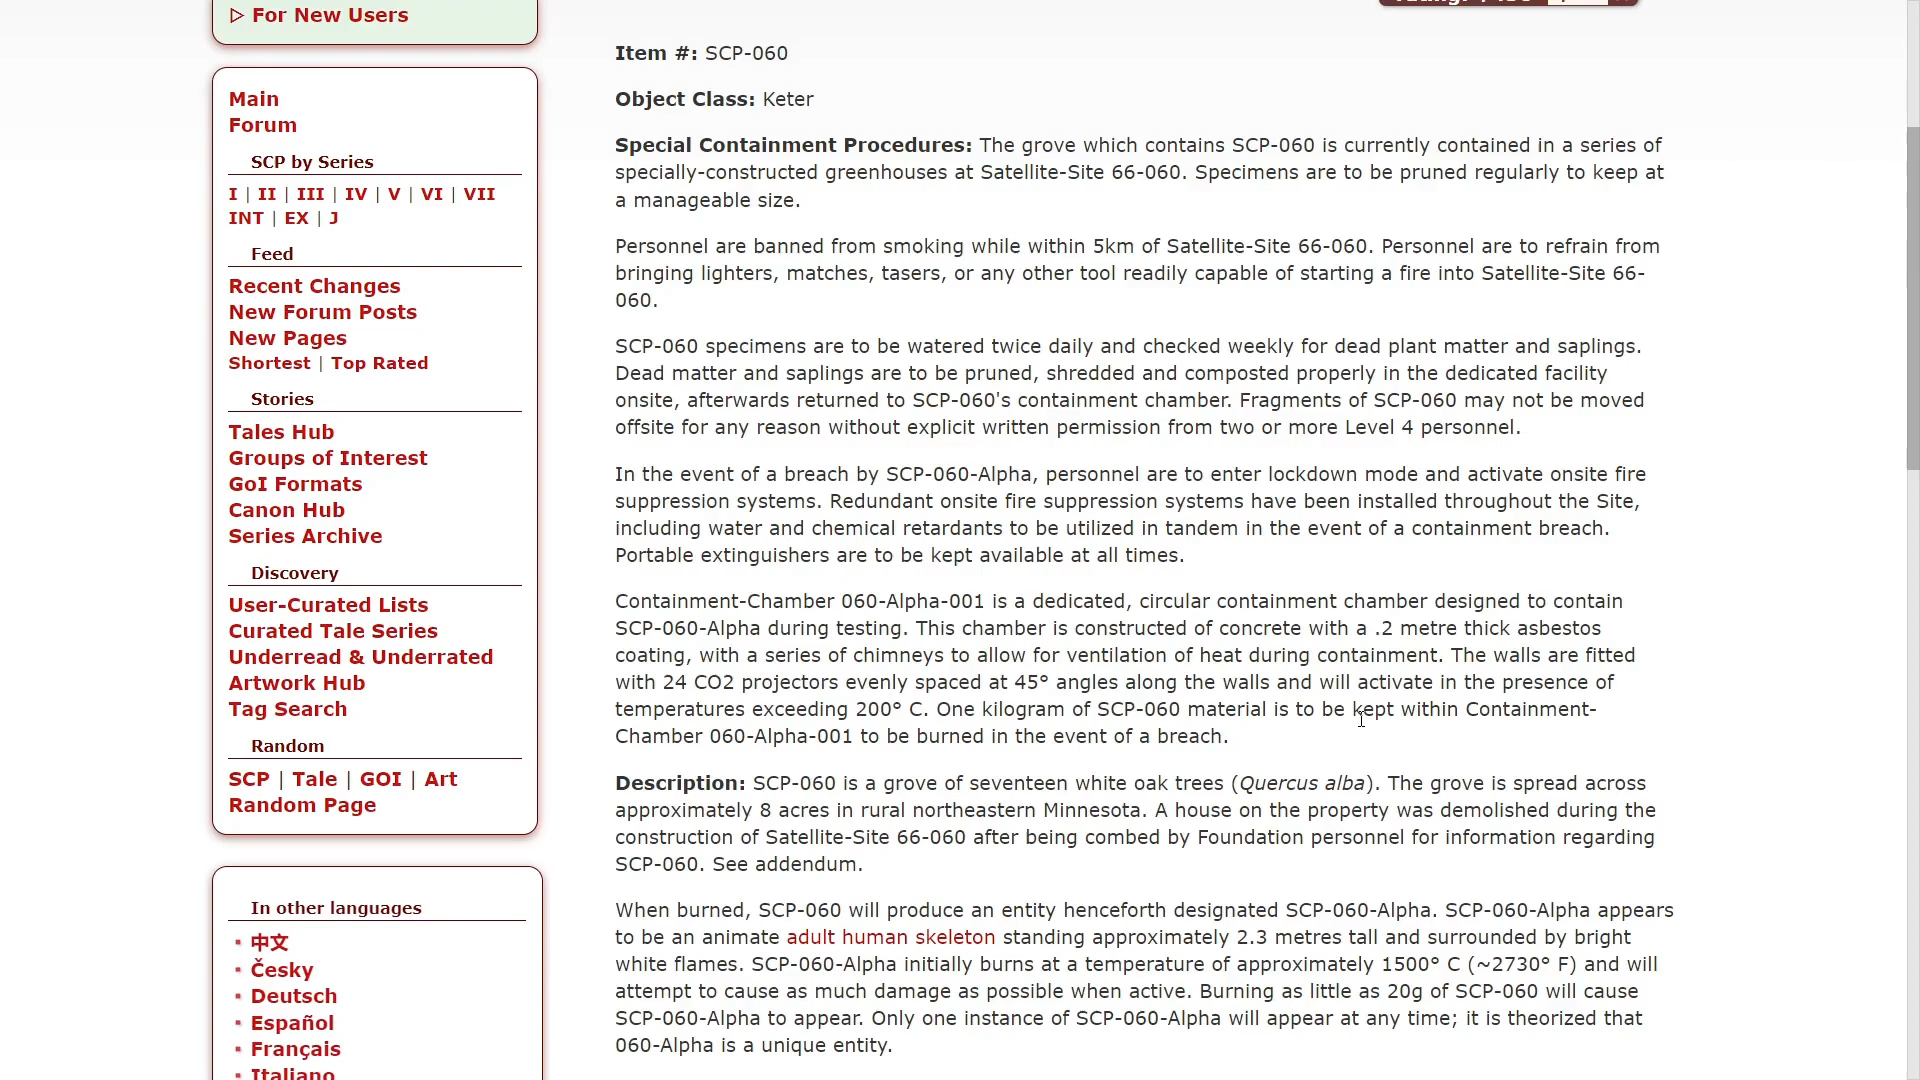 ▷ For New Users
Main
Forum
SCP by Series
I | II | III | IV | V | VI | VII
INT | EX | J
Feed
Recent Changes
New Forum Posts
New Pages
Shortest | Top Rated
Stories
Tales Hub
Groups of Interest
GoI Formats
Canon Hub
Series Archive
Discovery
User-Curated Lists
Curated Tale Series
Underread & Underrated
Artwork Hub
Tag Search
Random
SCP | Tale | GOI | Art
Random Page
In other languages
中文
Česky
Deutsch
Español
Français
Italiano
Item #: SCP-060
Object Class: Keter
Special Containment Procedures: The grove which contains SCP-060 is currently contained in a series of
specially-constructed greenhouses at Satellite-Site 66-060. Specimens are to be pruned regularly to keep at
a manageable size.
Personnel are banned from smoking while within 5km of Satellite-Site 66-060. Personnel are to refrain from
bringing lighters, matches, tasers, or any other tool readily capable of starting a fire into Satellite-Site 66-
060.
SCP-060 specimens are to be watered twice daily and checked weekly for dead plant matter and saplings.
Dead matter and saplings are to be pruned, shredded and composted properly in the dedicated facility
onsite, afterwards returned to SCP-060's containment chamber. Fragments of SCP-060 may not be moved
offsite for any reason without explicit written permission from two or more Level 4 personnel.
In the event of a breach by SCP-060-Alpha, personnel are to enter lockdown mode and activate onsite fire
suppression systems. Redundant onsite fire suppression systems have been installed throughout the Site,
including water and chemical retardants to be utilized in tandem in the event of a containment breach.
Portable extinguishers are to be kept available at all times.
Containment-Chamber 060-Alpha-001 is a dedicated, circular containment chamber designed to contain
SCP-060-Alpha during testing. This chamber is constructed of concrete with a .2 metre thick asbestos
coating, with a series of chimneys to allow for ventilation of heat during containment. The walls are fitted
with 24 CO2 projectors evenly spaced at 45° angles along the walls and will activate in the presence of
temperatures exceeding 200° C. One kilogram of SCP-060 material is to be kept within Containment-
Chamber 060-Alpha-001 to be burned in the event of a breach.
Description: SCP-060 is a grove of seventeen white oak trees (Quercus alba). The grove is spread across
approximately 8 acres in rural northeastern Minnesota. A house on the property was demolished during the
construction of Satellite-Site 66-060 after being combed by Foundation personnel for information regarding
SCP-060. See addendum.
When burned, SCP-060 will produce an entity henceforth designated SCP-060-Alpha. SCP-060-Alpha appears
to be an animate adult human skeleton standing approximately 2.3 metres tall and surrounded by bright
white flames. SCP-060-Alpha initially burns at a temperature of approximately 1500° C (~2730° F) and will
attempt to cause as much damage as possible when active. Burning as little as 20g of SCP-060 will cause
SCP-060-Alpha to appear. Only one instance of SCP-060-Alpha will appear at any time; it is theorized that
060-Alpha is a unique entity.